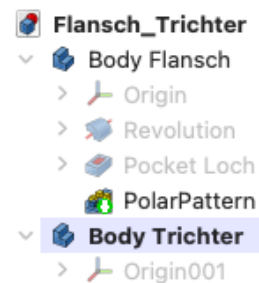 Flansch_Trichter
Body Flansch
Origin
Revolution
Pocket Loch
PolarPattern
Body Trichter
Origin001